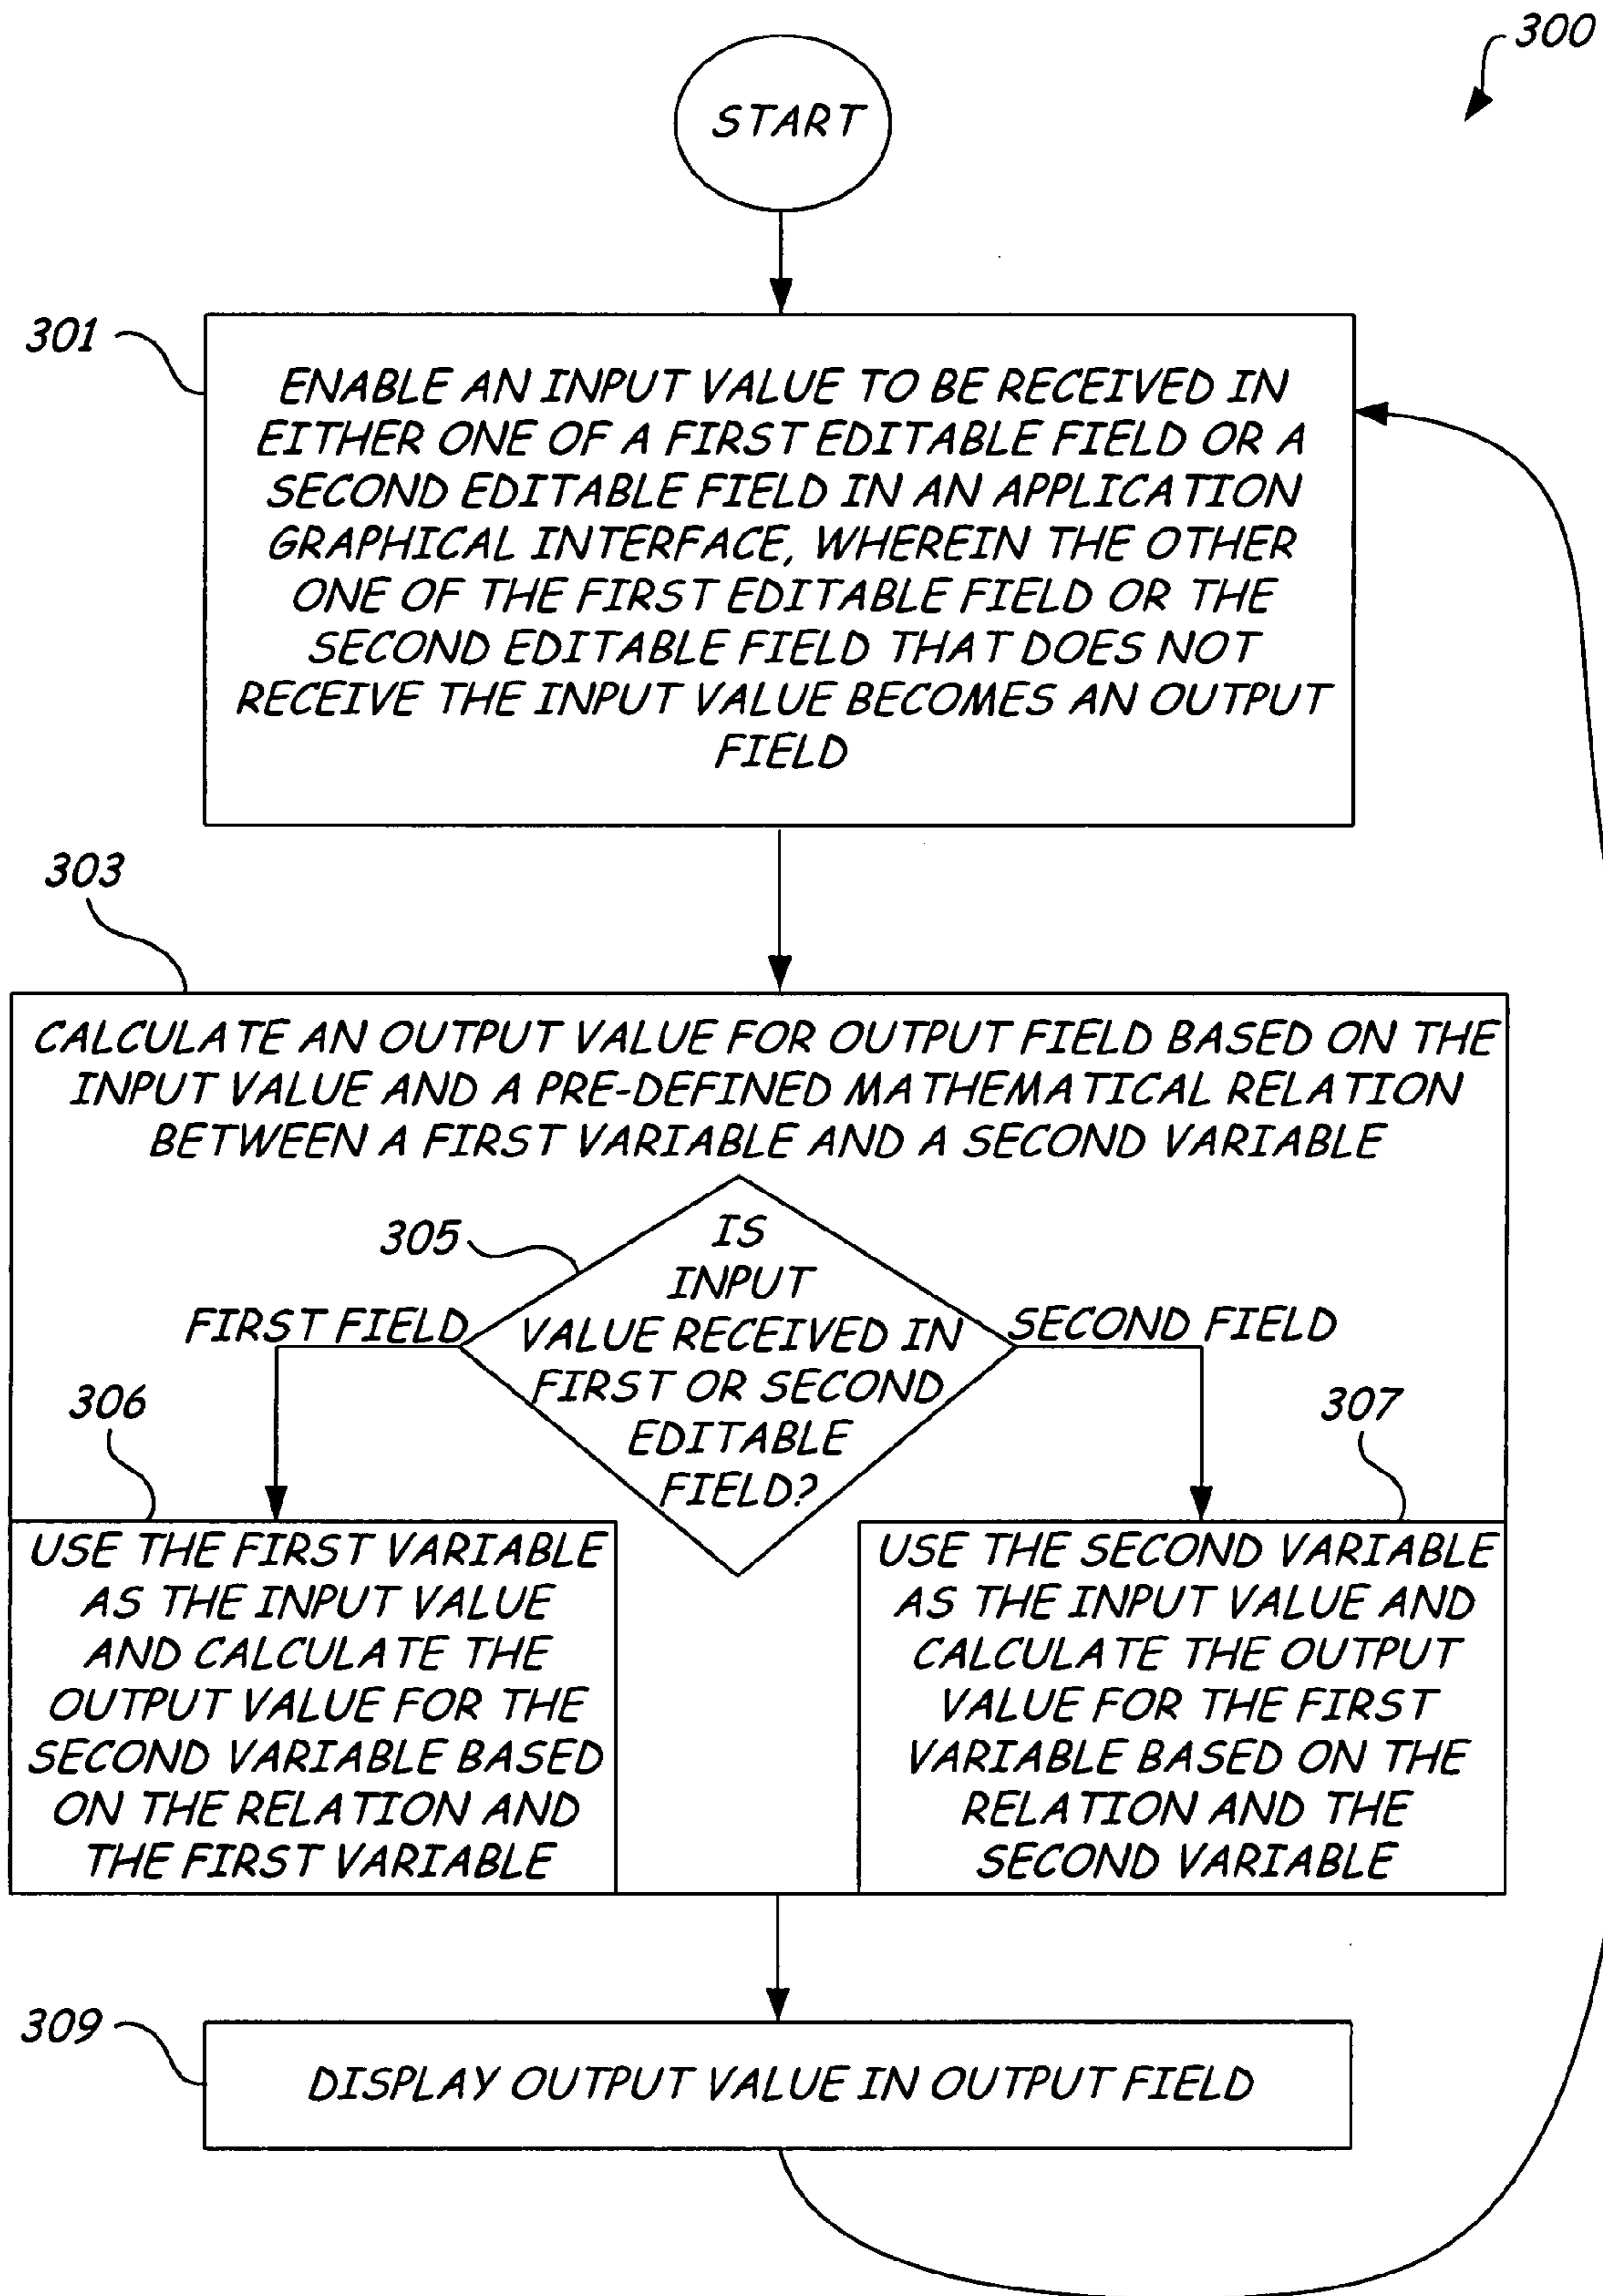 300
START
301
ENABLE AN INPUT VALUE TO BE RECEIVED IN
EITHER ONE OF A FIRST EDITABLE FIELD OR A
SECOND EDITABLE FIELD IN AN APPLICATION
GRAPHICAL INTERFACE, WHEREIN THE OTHER
ONE OF THE FIRST EDITABLE FIELD OR THE
SECOND EDITABLE FIELD THAT DOES NOT
RECEIVE THE INPUT VALUE BECOMES AN OUTPUT
FIELD
303
CALCULATE AN OUTPUT VALUE FOR OUTPUT FIELD BASED ON THE
INPUT VALUE AND A PRE-DEFINED MATHEMATICAL RELATION
BETWEEN A FIRST VARIABLE AND A SECOND VARIABLE
305
IS
INPUT
VALUE RECEIVED IN
FIRST OR SECOND
EDITABLE
FIELD?
FIRST FIELD
SECOND FIELD
306
USE THE FIRST VARIABLE
AS THE INPUT VALUE
AND CALCULATE THE
OUTPUT VALUE FOR THE
SECOND VARIABLE BASED
ON THE RELATION AND
THE FIRST VARIABLE
307
USE THE SECOND VARIABLE
AS THE INPUT VALUE AND
CALCULATE THE OUTPUT
VALUE FOR THE FIRST
VARIABLE BASED ON THE
RELATION AND THE
SECOND VARIABLE
309
DISPLAY OUTPUT VALUE IN OUTPUT FIELD